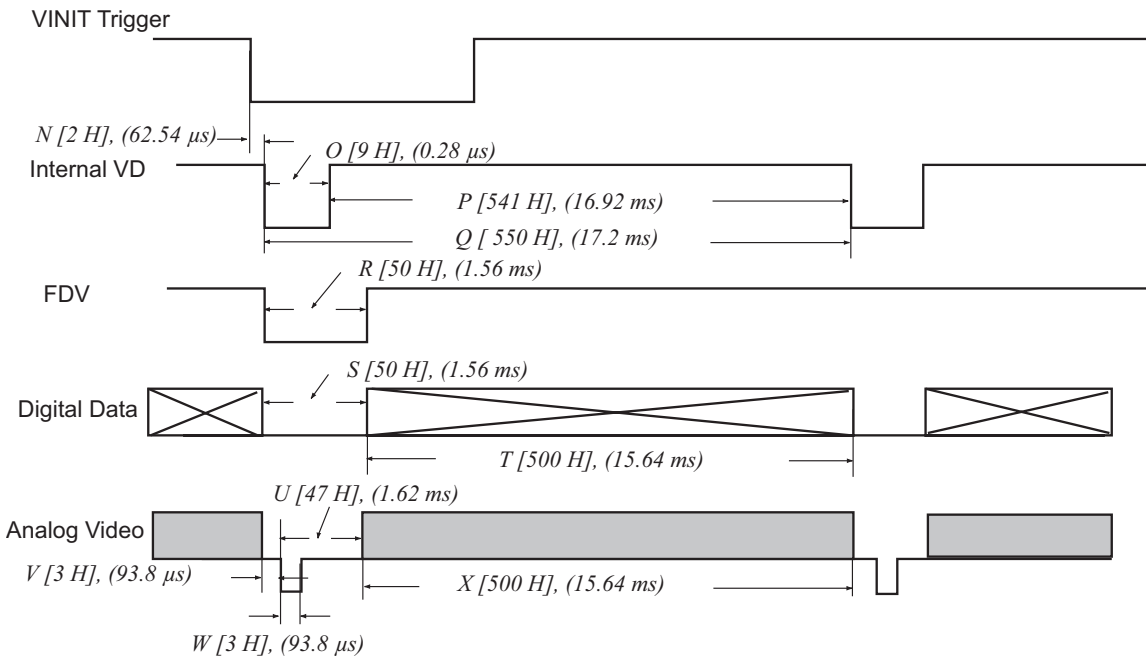 VINIT Trigger
N [2 H], (62.54 µs)
O [9 H], (0.28 µs)
Internal VD
P [541 H], (16.92 ms)
Q [ 550 H], (17.2 ms)
R [50 H], (1.56 ms)
FDV
S [50 H], (1.56 ms)
Digital Data
T [500 H], (15.64 ms)
U [47 H], (1.62 ms)
Analog Video
V [3 H], (93.8 µs)
X [500 H], (15.64 ms)
W [3 H], (93.8 µs)